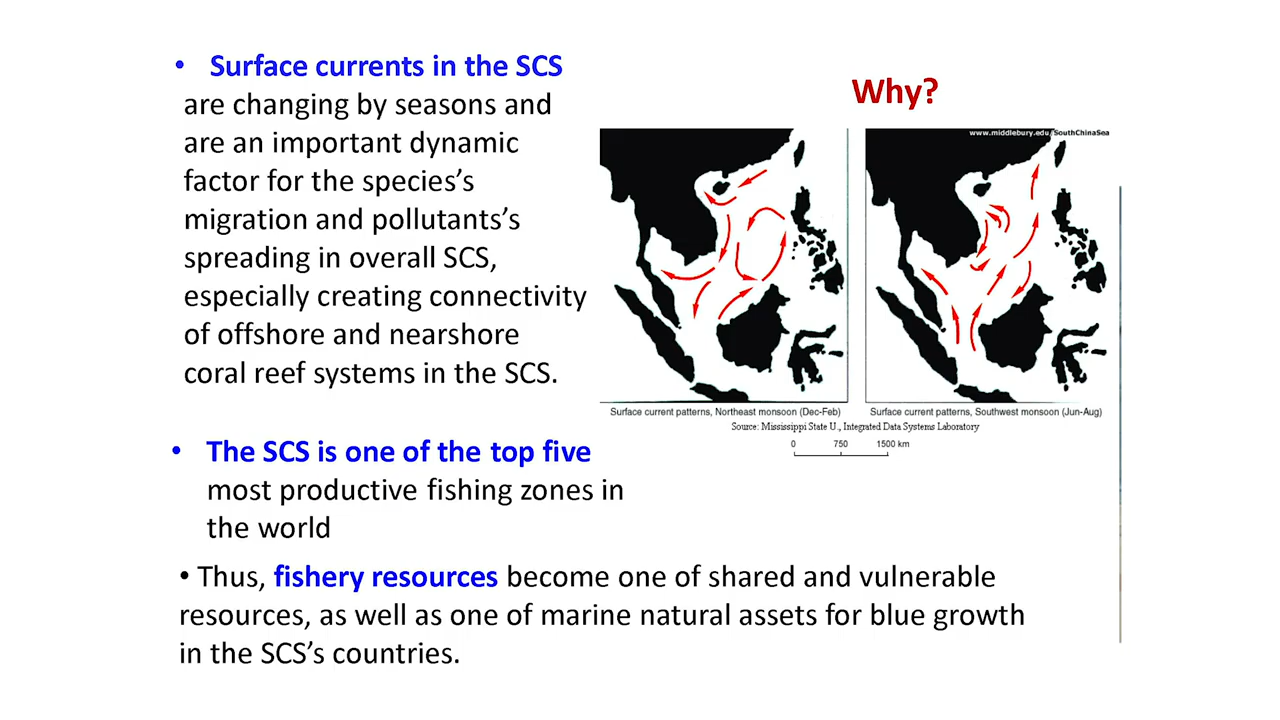 • Surface currents in the SCS
are changing by seasons and
are an important dynamic
factor for the species’s
migration and pollutants’s
spreading in overall SCS,
especially creating connectivity
of offshore and nearshore
coral reef systems in the SCS.
Why?
www.middlebury.edu/SouthChinaSea
Surface current patterns, Northeast monsoon (Dec-Feb)
Surface current patterns, Southwest monsoon (Jun-Aug)
Source: Mississippi State U., Integrated Data Systems Laboratory
0 750 1500 km
• The SCS is one of the top five
most productive fishing zones in
the world
• Thus, fishery resources become one of shared and vulnerable
resources, as well as one of marine natural assets for blue growth
in the SCS’s countries.